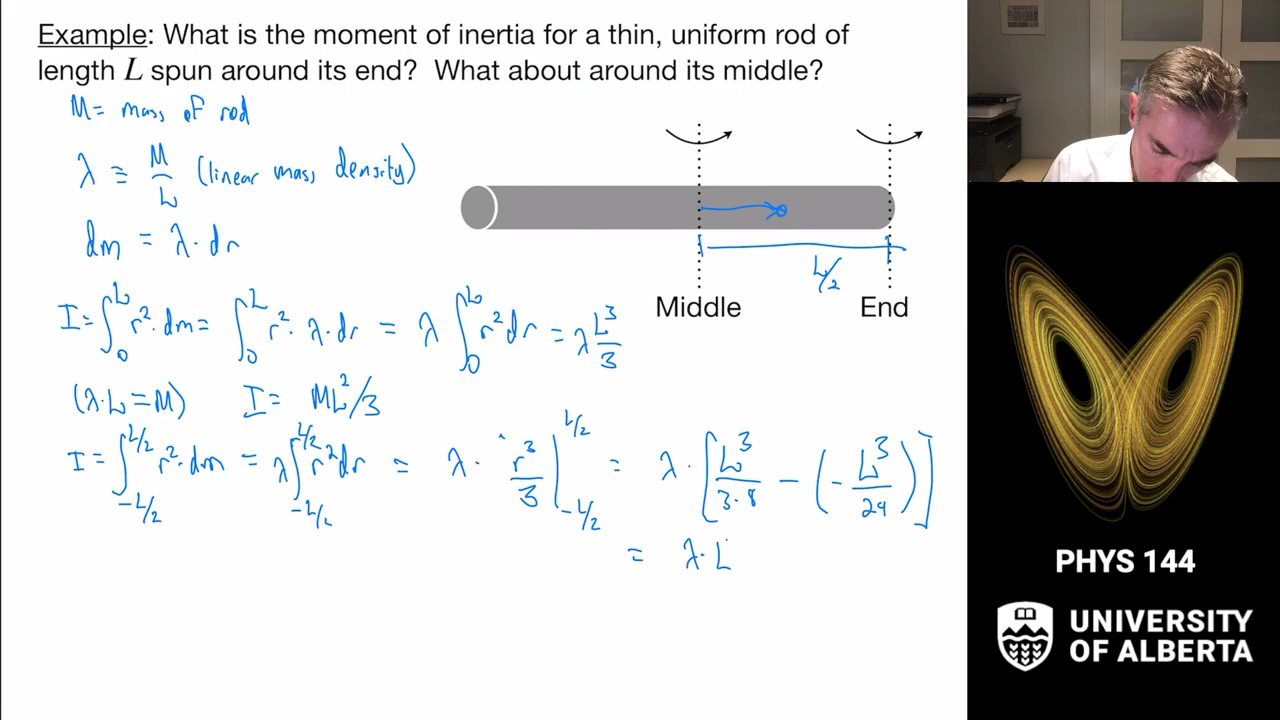 Example: What is the moment of inertia for a thin, uniform rod of
length L spun around its end? What about around its middle?
M = mass of rod
λ ≡ M/L (linear mass density)
dm = λ · dr
L/2
Middle End
I = ∫₀ᴸ r² · dm = ∫₀ᴸ r² · λ · dr = λ ∫₀ᴸ r² dr = λ L³/3
(λ · L = M) I = ML²/3
I = ∫_{-L/2}^{L/2} r² · dm = λ ∫_{-L/2}^{L/2} r² dr = λ · r³/3 |_{-L/2}^{L/2} = λ · [L³/3·8 − (− L³/24)]
= λ · L
PHYS 144
UNIVERSITY
OF ALBERTA